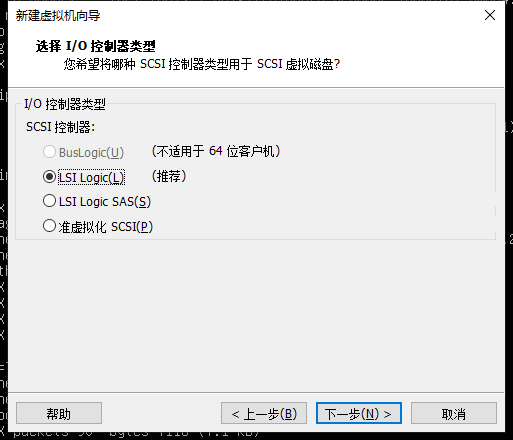 新建虚拟机向导
选择 I/O 控制器类型
您希望将哪种 SCSI 控制器类型用于 SCSI 虚拟磁盘?
I/O 控制器类型
SCSI 控制器:
BusLogic(U) (不适用于 64 位客户机)
LSI Logic(L) (推荐)
LSI Logic SAS(S)
准虚拟化 SCSI(P)
帮助
< 上一步(B)
下一步(N) >
取消